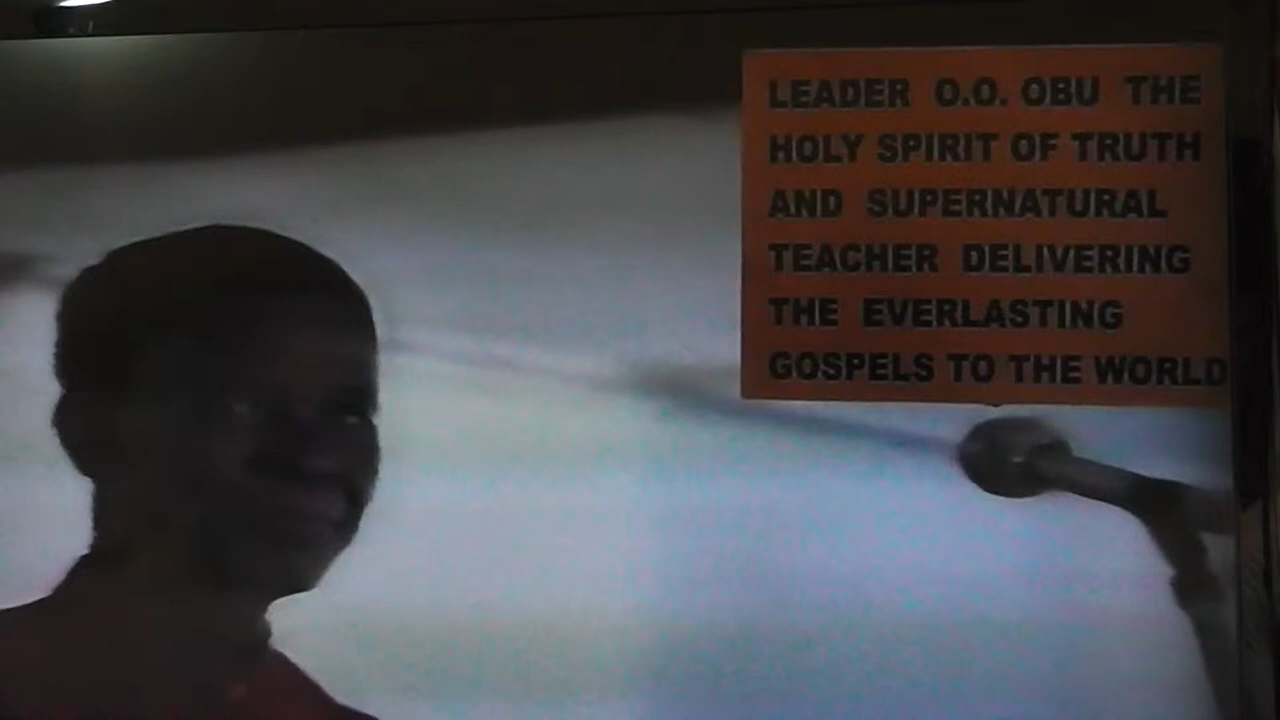 LEADER O.O. OBU THE
HOLY SPIRIT OF TRUTH
AND SUPERNATURAL
TEACHER DELIVERING
THE EVERLASTING
GOSPELS TO THE WORLD